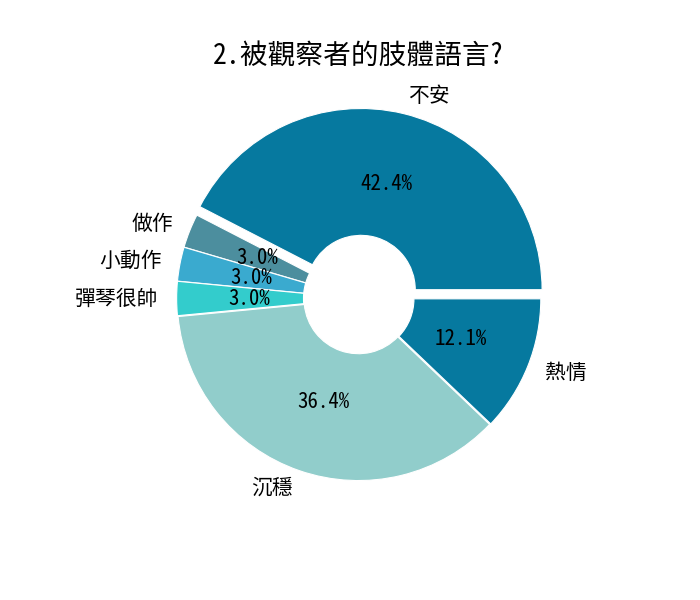 2.被觀察者的肢體語言?
不安
42.4%
做作
3.0%
小動作
3.0%
彈琴很帥
3.0%
12.1%
熱情
36.4%
沉穩